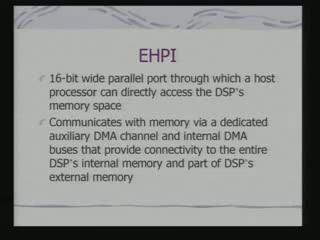 EHPI
16-bit wide parallel port through which a host
processor can directly access the DSP's
memory space
Communicates with memory via a dedicated
auxiliary DMA channel and internal DMA
buses that provide connectivity to the entire
DSP's internal memory and part of DSP's
external memory